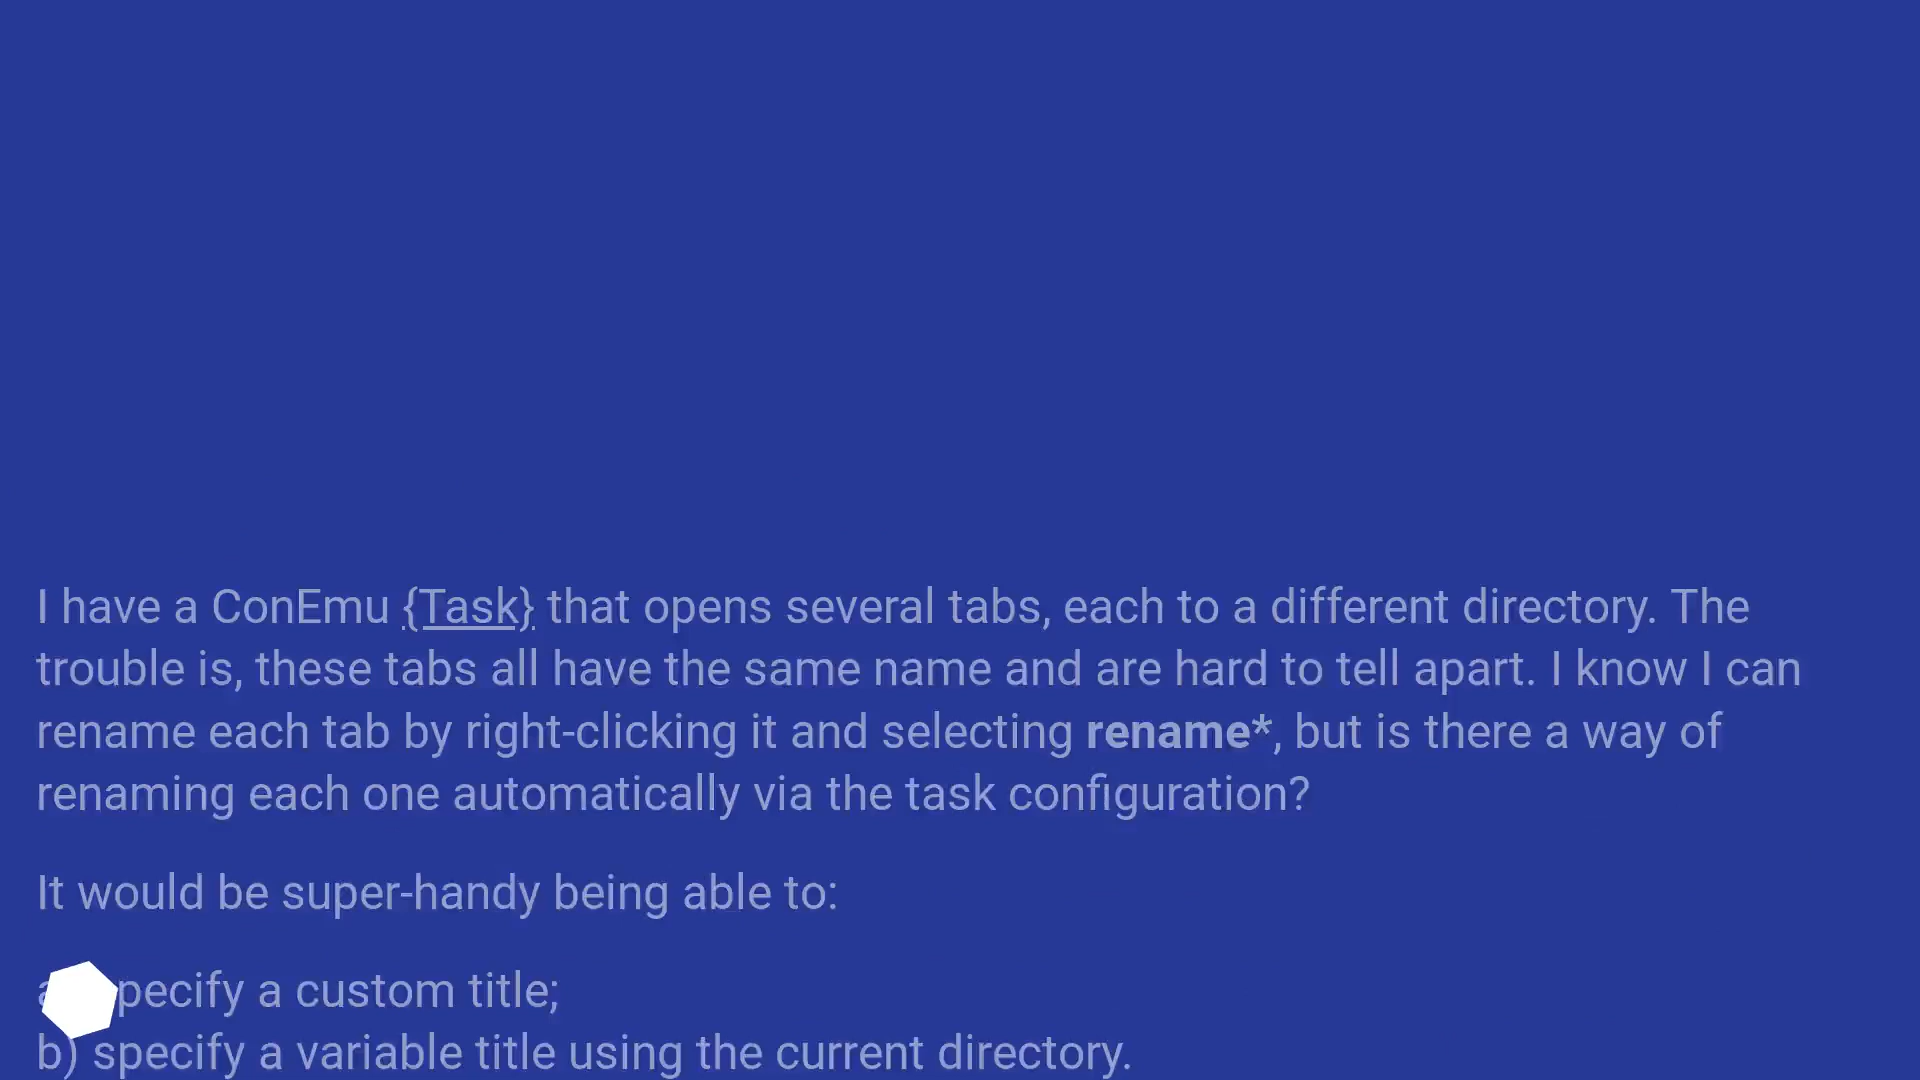 I have a ConEmu {Task} that opens several tabs, each to a different directory. The
trouble is, these tabs all have the same name and are hard to tell apart. I know I can
rename each tab by right-clicking it and selecting rename*, but is there a way of
renaming each one automatically via the task configuration?
It would be super-handy being able to:
pecify a custom title;
b) specify a variable title using the current directory.